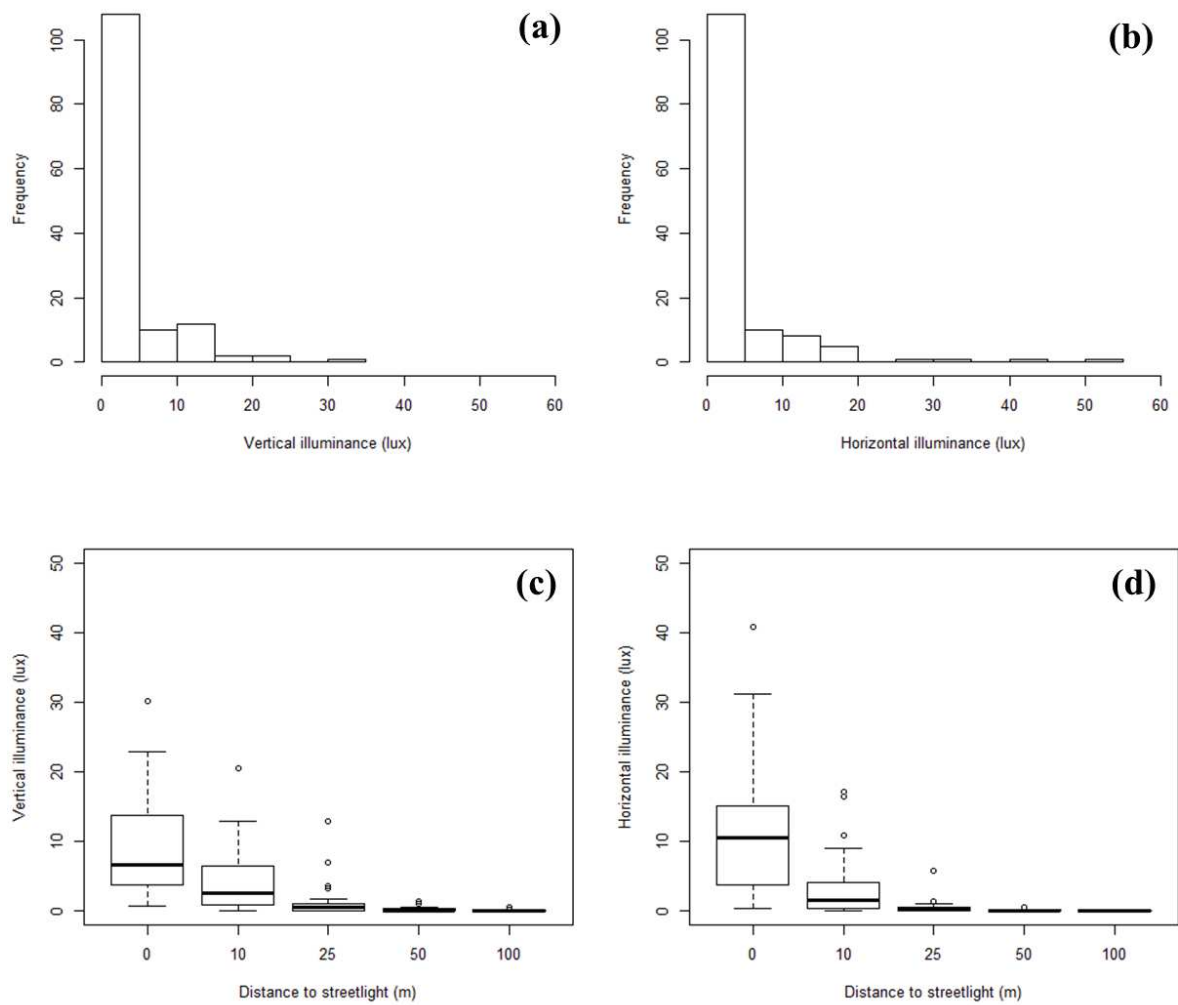 (a)
Frequency
100
80
60
40
20
0
0 10 20 30 40 50 60
Vertical illuminance (lux)
(b)
Frequency
100
80
60
40
20
0
0 10 20 30 40 50 60
Horizontal illuminance (lux)
(c)
Vertical illuminance (lux)
50
40
30
20
10
0
0 10 25 50 100
Distance to streetlight (m)
(d)
Horizontal illuminance (lux)
50
40
30
20
10
0
0 10 25 50 100
Distance to streetlight (m)